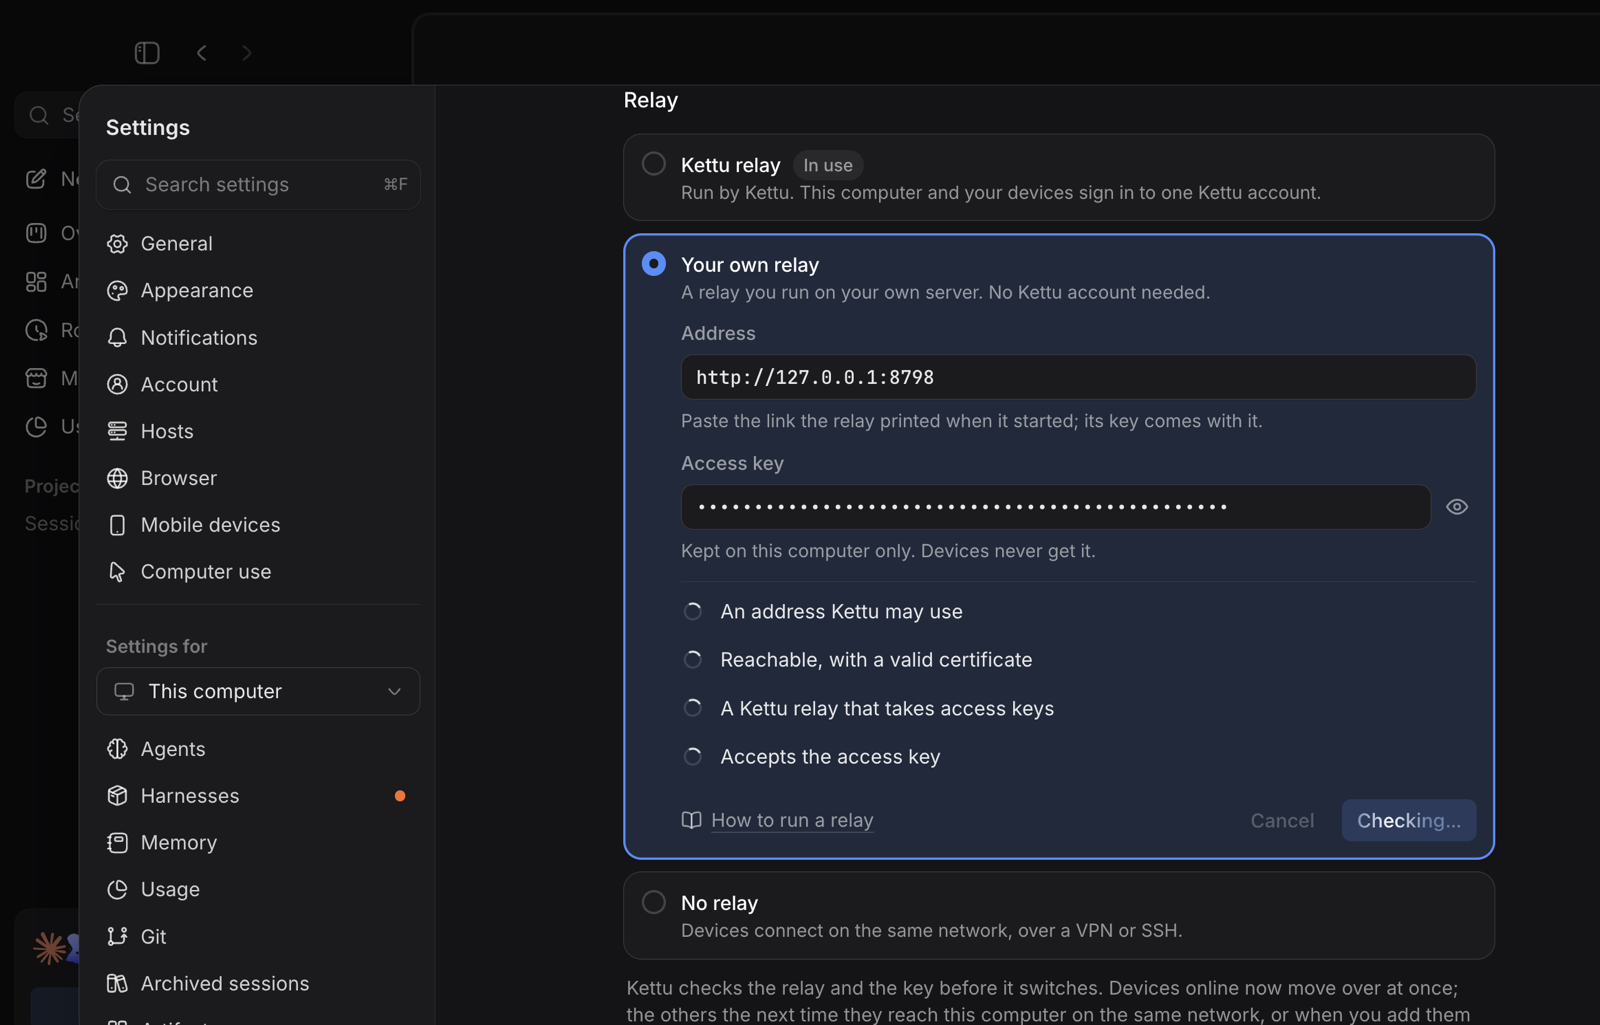 Settings
Search settings
⌘F
General
Appearance
Notifications
Account
Hosts
Browser
Mobile devices
Computer use
Settings for
This computer
Agents
Harnesses
Memory
Usage
Git
Archived sessions
Relay
Kettu relay
In use
Run by Kettu. This computer and your devices sign in to one Kettu account.
Your own relay
A relay you run on your own server. No Kettu account needed.
Address
http://127.0.0.1:8798
Paste the link the relay printed when it started; its key comes with it.
Access key
Kept on this computer only. Devices never get it.
An address Kettu may use
Reachable, with a valid certificate
A Kettu relay that takes access keys
Accepts the access key
How to run a relay
Cancel
Checking...
No relay
Devices connect on the same network, over a VPN or SSH.
Kettu checks the relay and the key before it switches. Devices online now move over at once;
the others the next time they reach this computer on the same network, or when you add them